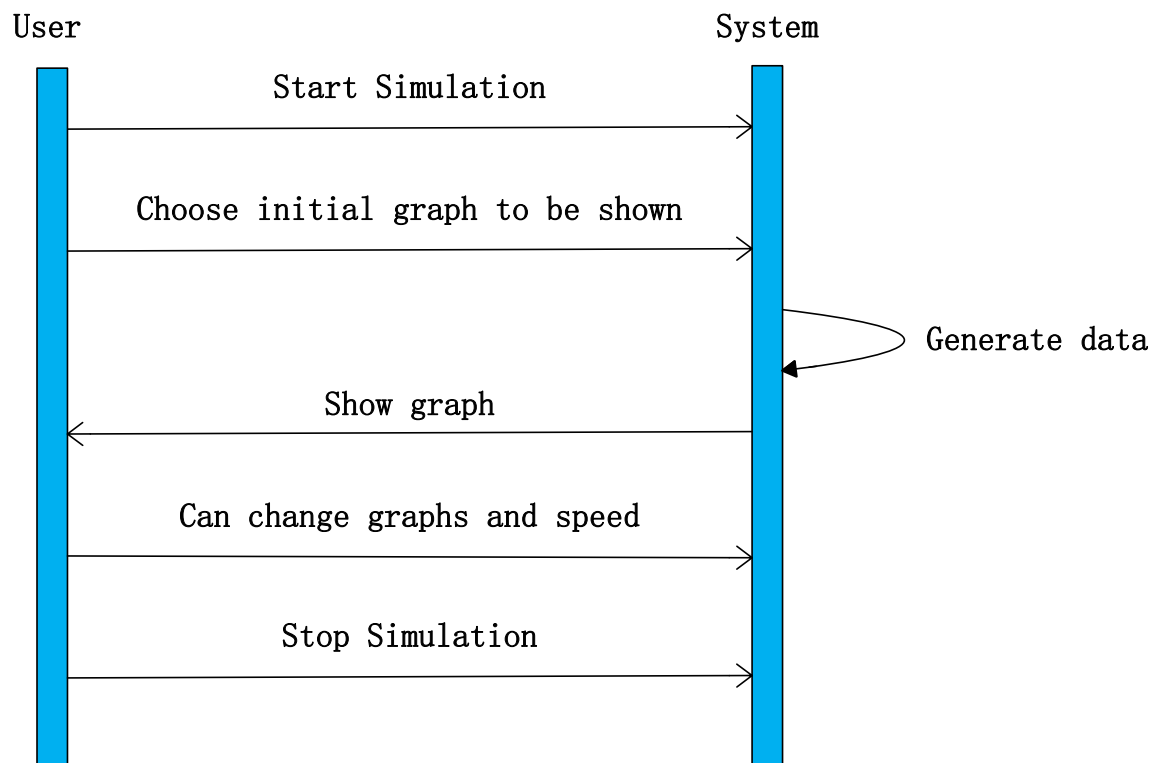 User
System
Start Simulation
Choose initial graph to be shown
Generate data
Show graph
Can change graphs and speed
Stop Simulation